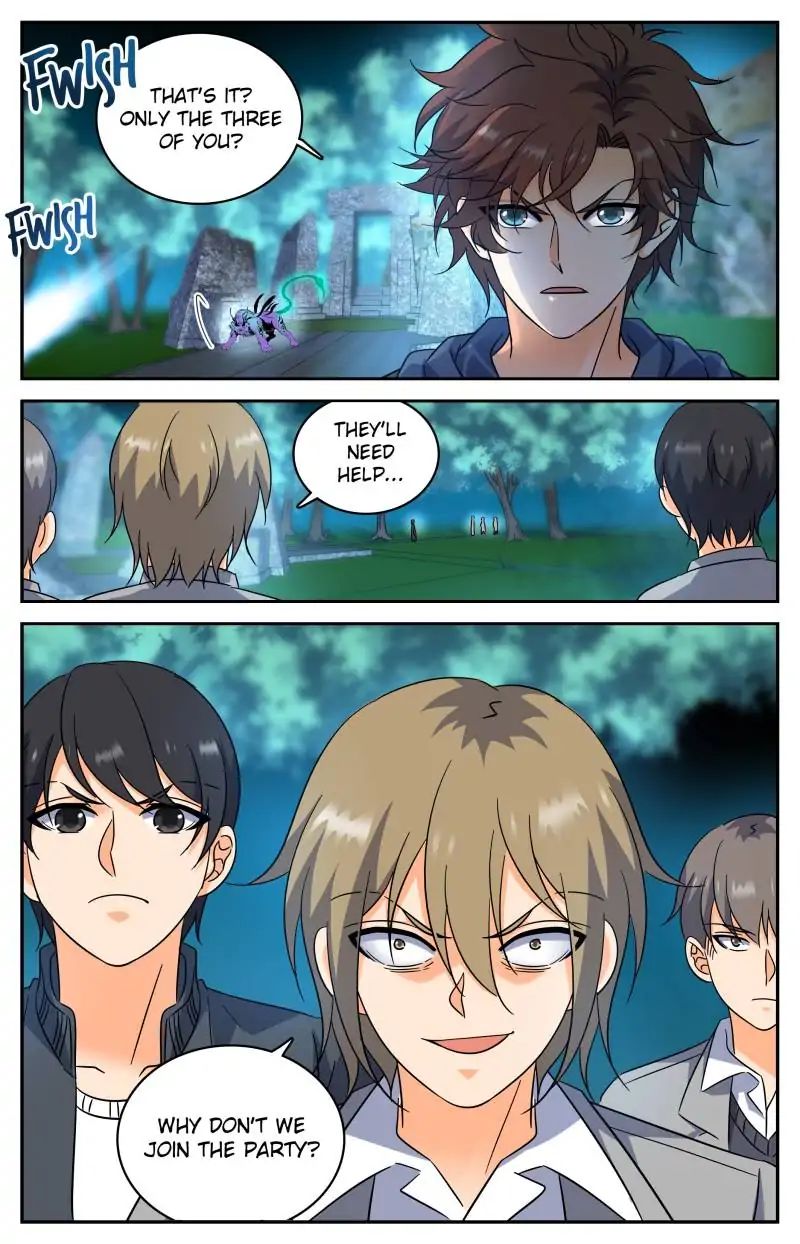 FWISH
THAT'S IT?
ONLY THE THREE
OF YOU?
FWISH
THEY'LL
NEED
HELP...
WHY DON'T WE
JOIN THE PARTY?